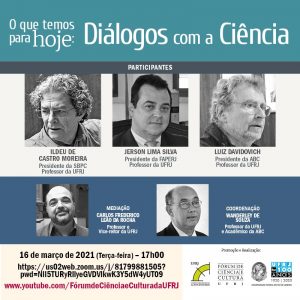 O que temos
para hoje: Diálogos com a Ciência
PARTICIPANTES
ILDEU DE
CASTRO MOREIRA
Presidente da SBPC
Professor da UFRJ
JERSON LIMA SILVA
Presidente da FAPERJ
Professor da UFRJ
LUIZ DAVIDOVICH
Presidente da ABC
Professor da UFRJ
MEDIAÇÃO
CARLOS FREDERICO
LEÃO DA ROCHA
Professor e
Vice-reitor da UFRJ
COORDENAÇÃO
WANDERLEY DE
SOUZA
Professor da UFRJ
e Acadêmico da ABC
16 de março de 2021 (Terça-feira) – 17h00
https://us02web.zoom.us/j/81799881505?
www.youtube.com/FórumdeCiênciaeCulturadaUFRJ
Promoção e Realização:
FÓRUM DE
CIÊNCIA E
CULTURA
UFRJ